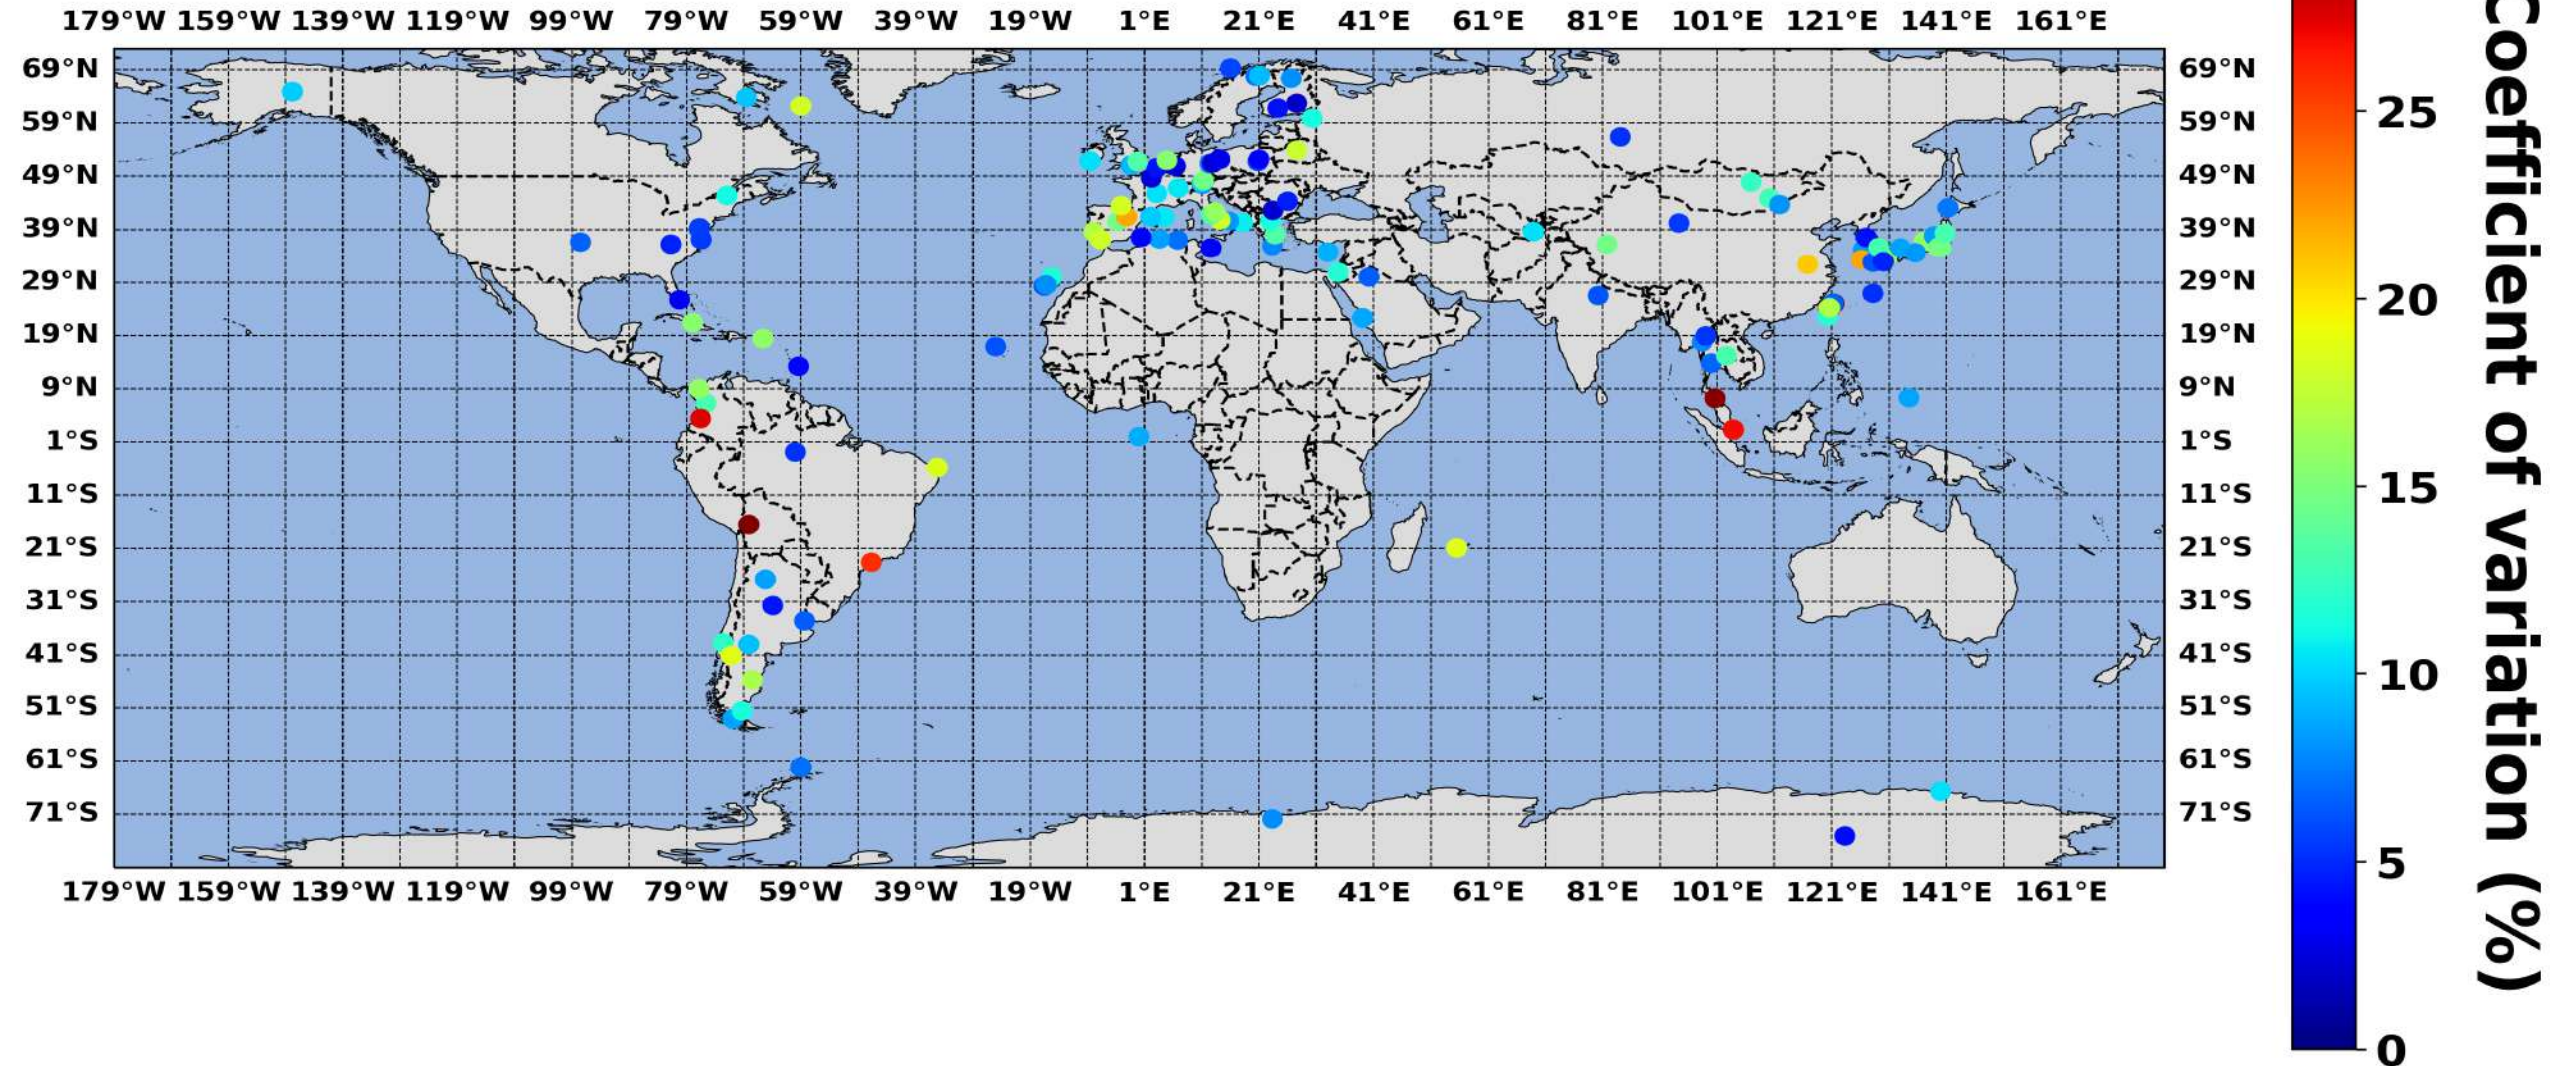 179°W 159°W 139°W 119°W 99°W 79°W 59°W 39°W 19°W 1°E 21°E 41°E 61°E 81°E 101°E 121°E 141°E 161°E
69°N 69°N
59°N 59°N
49°N 49°N
39°N 39°N
29°N 29°N
19°N 19°N
9°N 9°N
1°S 1°S
11°S 11°S
21°S 21°S
31°S 31°S
41°S 41°S
51°S 51°S
61°S 61°S
71°S 71°S
179°W 159°W 139°W 119°W 99°W 79°W 59°W 39°W 19°W 1°E 21°E 41°E 61°E 81°E 101°E 121°E 141°E 161°E
25
20
15
10
5
0
Coefficient of variation (%)